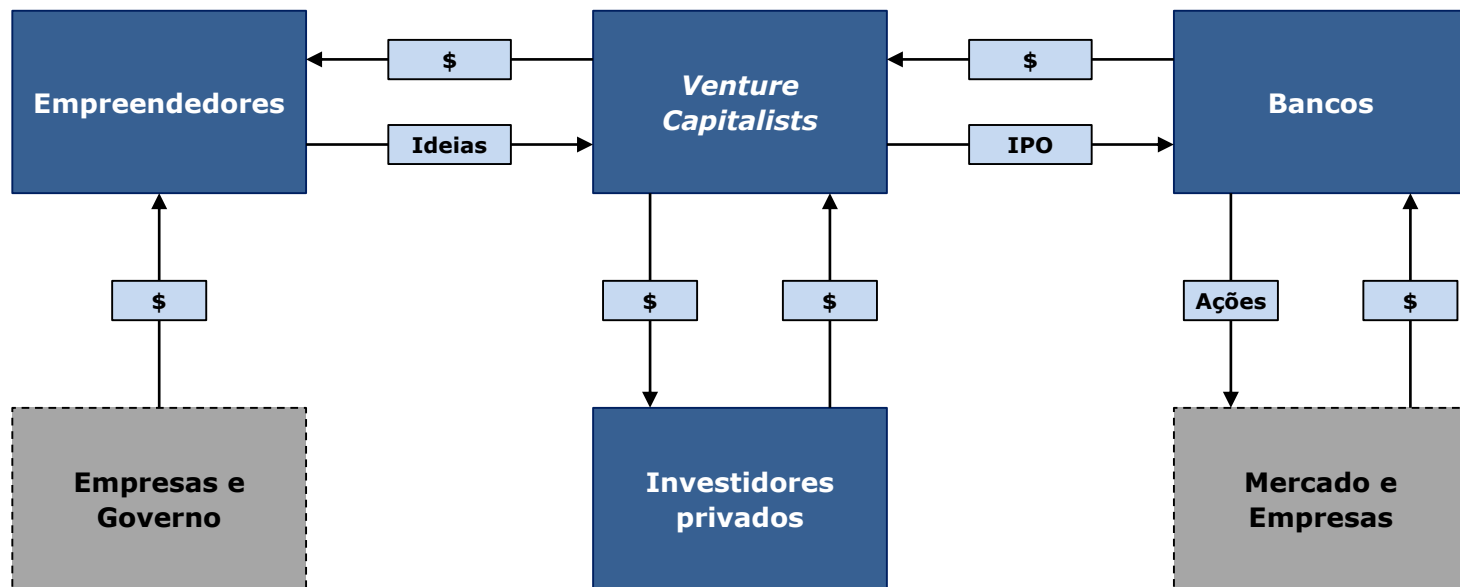 $
$
Empreendedores
Venture
Capitalists
Bancos
Ideias
IPO
$
$
$
Ações
$
Empresas e
Governo
Investidores
privados
Mercado e
Empresas